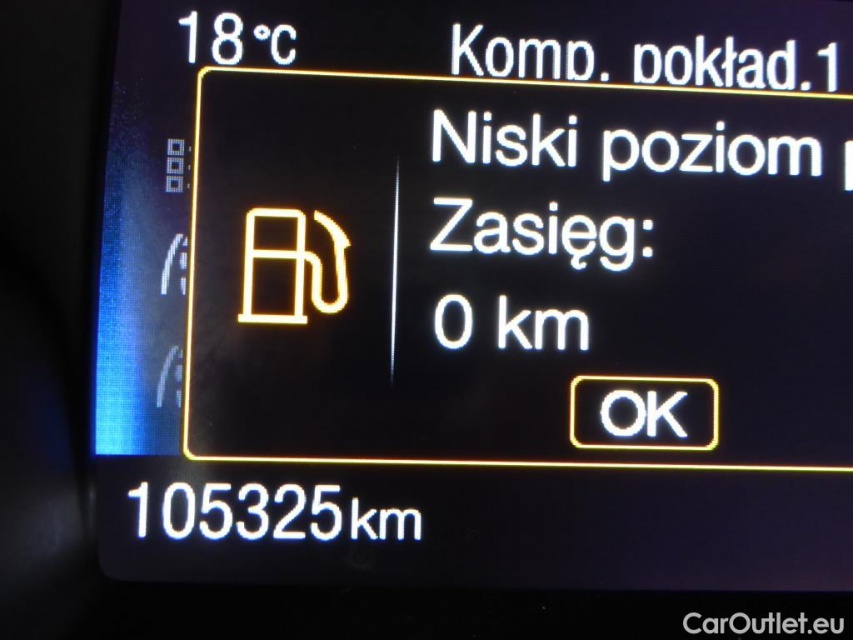 18°C
Komp. pokład.1
Niski poziom
Zasięg:
0 km
OK
105325km
CarOutlet.eu